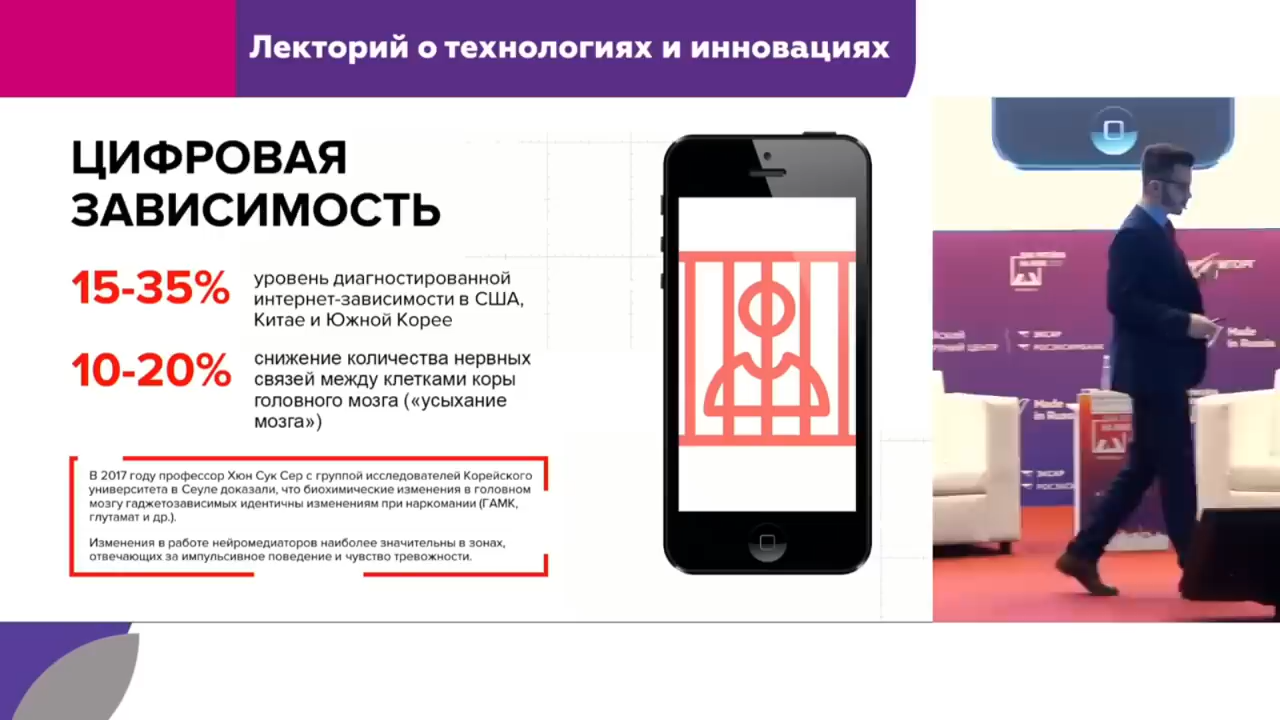 Лекторий о технологиях и инновациях
ЦИФРОВАЯ
ЗАВИСИМОСТЬ
15-35%
уровень диагностированной
интернет-зависимости в США,
Китае и Южной Корее
10-20%
снижение количества нервных
связей между клетками коры
головного мозга («усыхание
мозга»)
В 2017 году профессор Хюн Сук Сер с группой исследователей Корейского
университета в Сеуле доказали, что биохимические изменения в головном
мозгу гаджетозависимых идентичны изменениям при наркомании (ГАМК,
глутамат и др.).
Изменения в работе нейромедиаторов наиболее значительны в зонах,
отвечающих за импульсивное поведение и чувство тревожности.
Made
in Russia
Made
in Russia